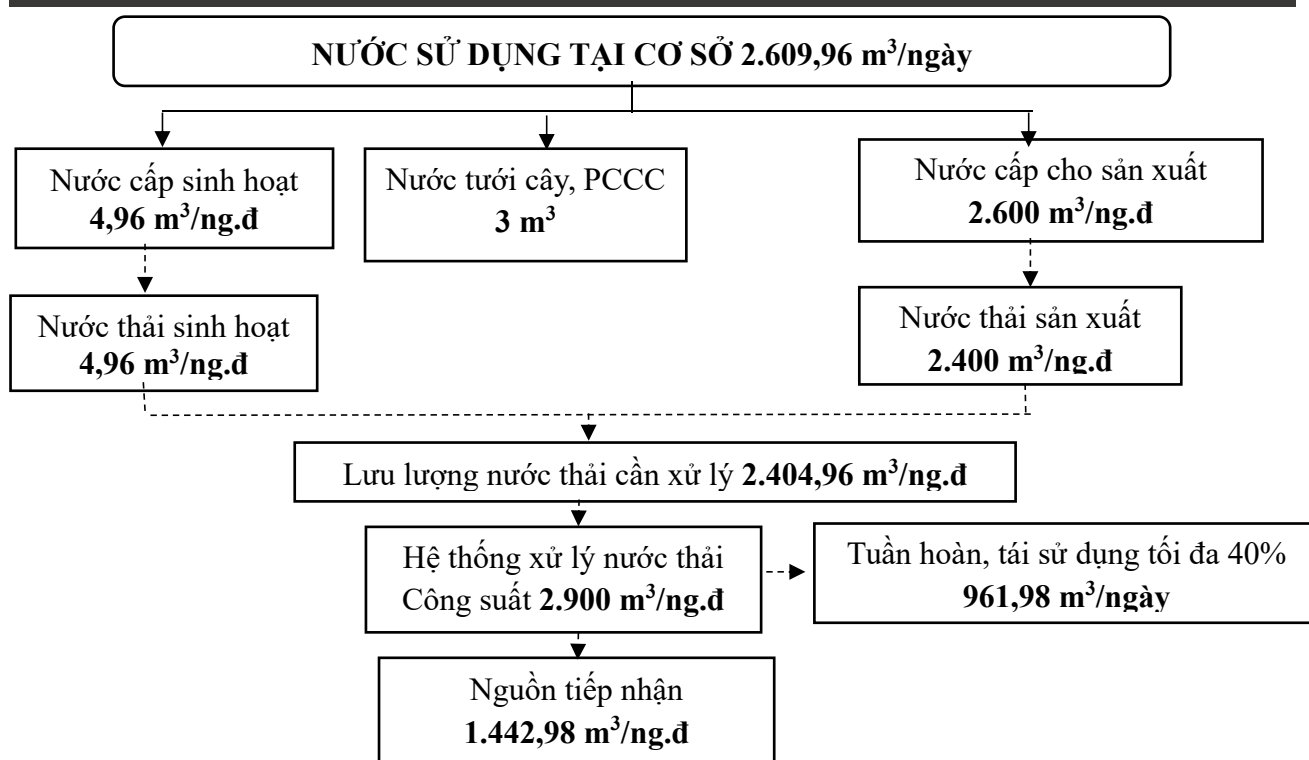 NƯỚC SỬ DỤNG TẠI CƠ SỞ 2.609,96 m³/ngày
Nước cấp sinh hoạt
4,96 m³/ng.đ
Nước tưới cây, PCCC
3 m³
Nước cấp cho sản xuất
2.600 m³/ng.đ
Nước thải sinh hoạt
4,96 m³/ng.đ
Nước thải sản xuất
2.400 m³/ng.đ
Lưu lượng nước thải cần xử lý 2.404,96 m³/ng.đ
Hệ thống xử lý nước thải
Công suất 2.900 m³/ng.đ
Tuần hoàn, tái sử dụng tối đa 40%
961,98 m³/ngày
Nguồn tiếp nhận
1.442,98 m³/ng.đ